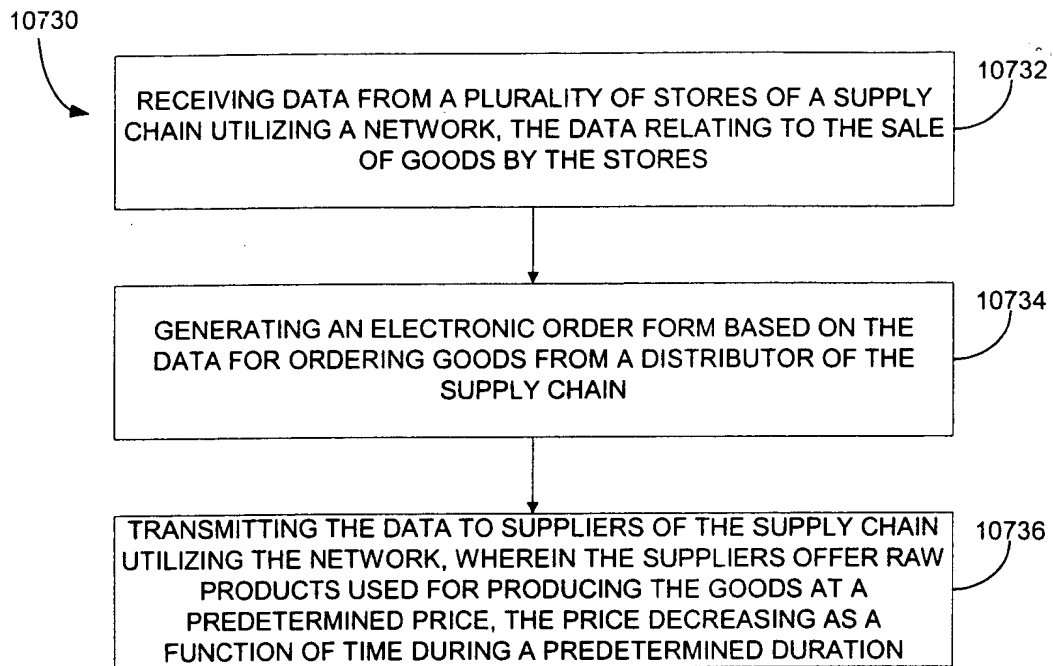 10730
10732
RECEIVING DATA FROM A PLURALITY OF STORES OF A SUPPLY
CHAIN UTILIZING A NETWORK, THE DATA RELATING TO THE SALE
OF GOODS BY THE STORES
10734
GENERATING AN ELECTRONIC ORDER FORM BASED ON THE
DATA FOR ORDERING GOODS FROM A DISTRIBUTOR OF THE
SUPPLY CHAIN
10736
TRANSMITTING THE DATA TO SUPPLIERS OF THE SUPPLY CHAIN
UTILIZING THE NETWORK, WHEREIN THE SUPPLIERS OFFER RAW
PRODUCTS USED FOR PRODUCING THE GOODS AT A
PREDETERMINED PRICE, THE PRICE DECREASING AS A
FUNCTION OF TIME DURING A PREDETERMINED DURATION